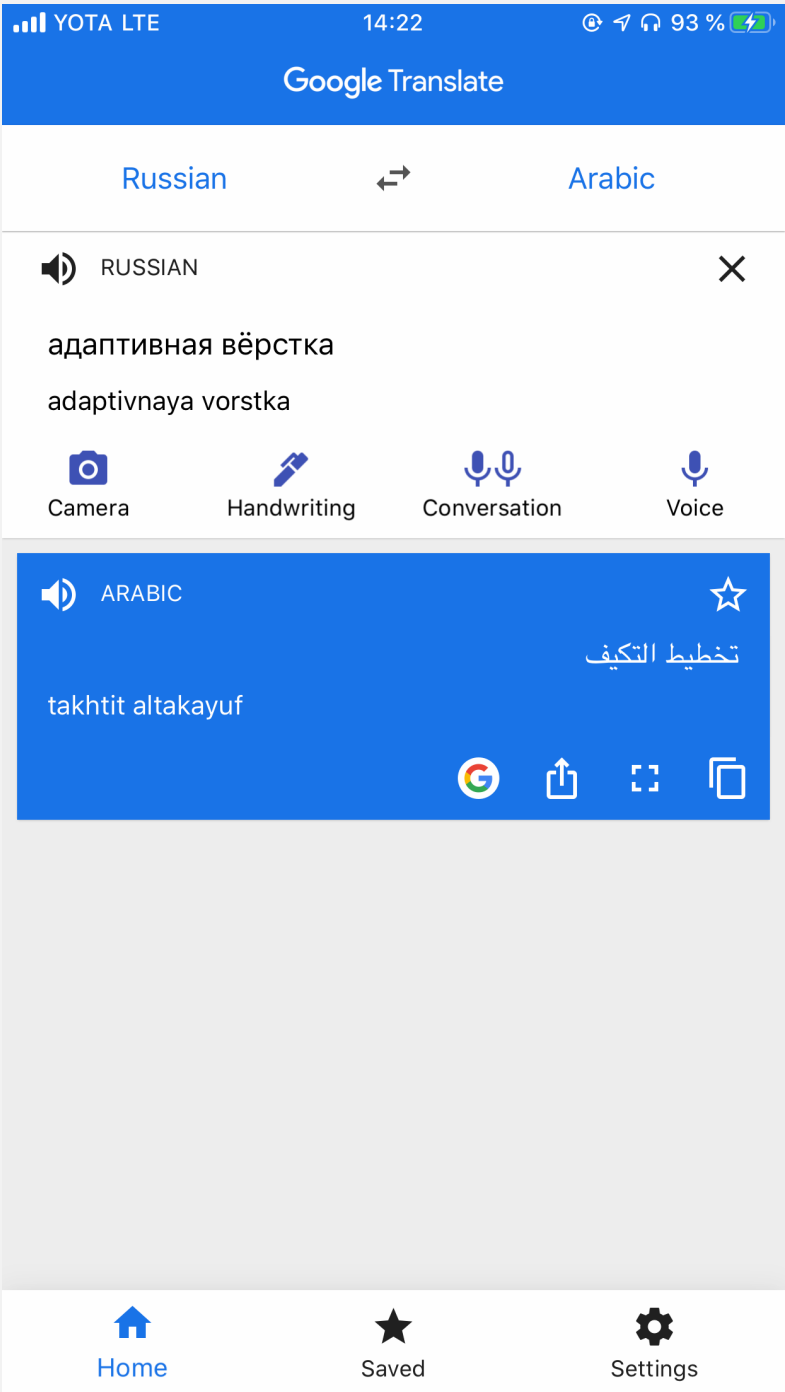 YOTA LTE 14:22 93 %
Google Translate
Russian Arabic
RUSSIAN
адаптивная вёрстка
adaptivnaya vorstka
Camera Handwriting Conversation Voice
ARABIC
تخطيط التكيف
takhtit altakayuf
Home Saved Settings